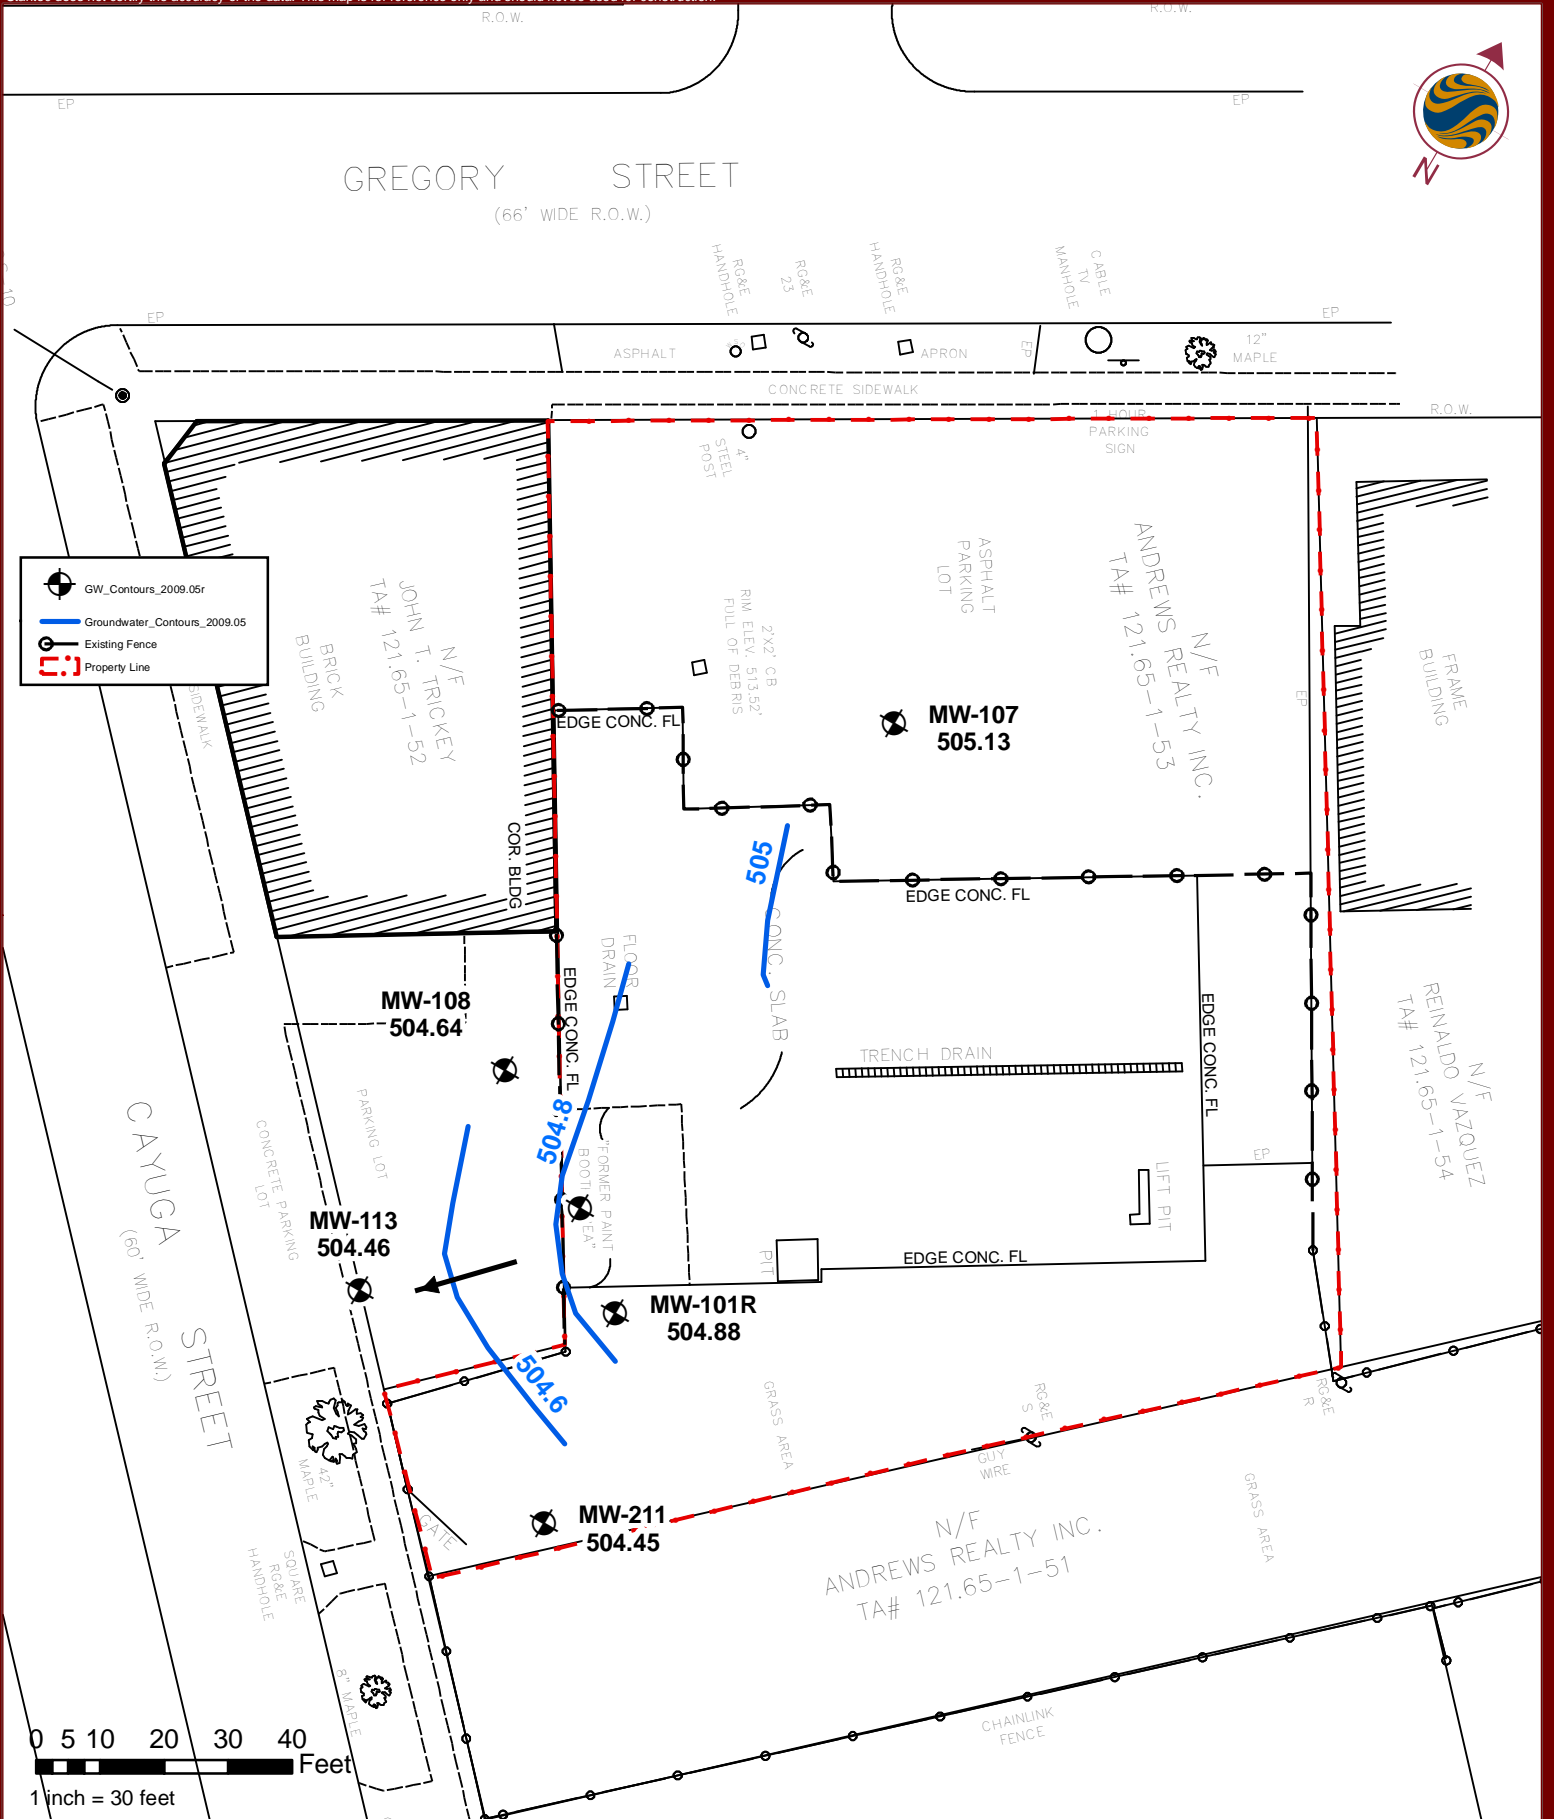 R.O.W.
R.O.W.
EP
EP
N
GREGORY STREET
(66' WIDE R.O.W.)
RG&E
HANDHOLE
RG&E
23
RG&E
HANDHOLE
CABLE
TV
MANHOLE
EP
EP
ASPHALT
APRON
EP
12"
MAPLE
CONCRETE SIDEWALK
1 HOUR
PARKING
SIGN
R.O.W.
4"
STEEL
POST
GW_Contours_2009.05r
Groundwater_Contours_2009.05
Existing Fence
Property Line
SIDEWALK
BRICK
BUILDING
N/F
JOHN T. TRICKEY
TA# 121.65-1-52
ASPHALT
PARKING
LOT
N/F
ANDREWS REALTY INC.
TA# 121.65-1-53
2'X2' CB
RIM ELEV. 513.52'
FULL OF DEBRIS
FRAME
BUILDING
EP
EDGE CONC. FL
MW-107
505.13
COR. BLDG
505
EDGE CONC. FL
CONC. SLAB
FLOOR
DRAIN
EDGE CONC. FL
MW-108
504.64
EDGE CONC. FL
N/F
REINALDO VAZQUEZ
TA# 121.65-1-54
TRENCH DRAIN
504.8
PARKING LOT
CONCRETE PARKING
LOT
CAYUGA STREET
(60' WIDE R.O.W.)
"FORMER PAINT
EP
LIFT PIT
MW-113
504.46
PIT
EDGE CONC. FL
MW-101R
504.88
504.6
GRASS AREA
RG&E
S
RG&E
R
GUY
WIRE
GRASS AREA
42"
MAPLE
GATE
MW-211
504.45
N/F
ANDREWS REALTY INC.
TA# 121.65-1-51
SQUARE
RG&E
HANDHOLE
8" MAPLE
CHAINLINK
FENCE
0 5 10 20 30 40
Feet
1 inch = 30 feet